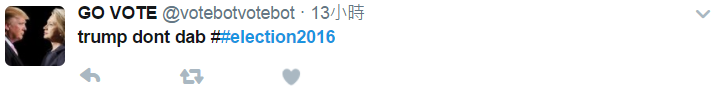 GO VOTE @votebotvotebot · 13小時
trump dont dab ##election2016